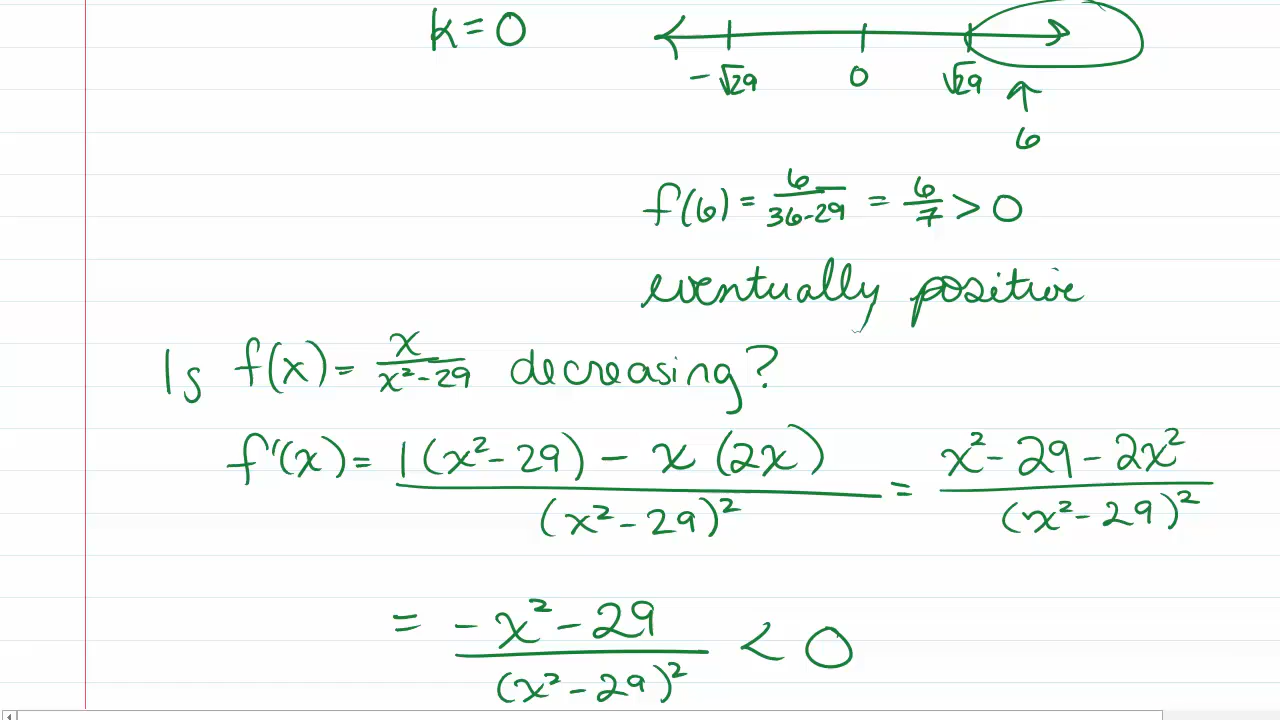 k = 0
-√29 0 √29
↑
6
f(6) = 6/(36-29) = 6/7 > 0
eventually positive
Is f(x) = x/(x²-29) decreasing?
f'(x) = (1(x²-29) - x(2x))/(x²-29)² = (x²-29-2x²)/(x²-29)²
= (-x²-29)/(x²-29)² < 0